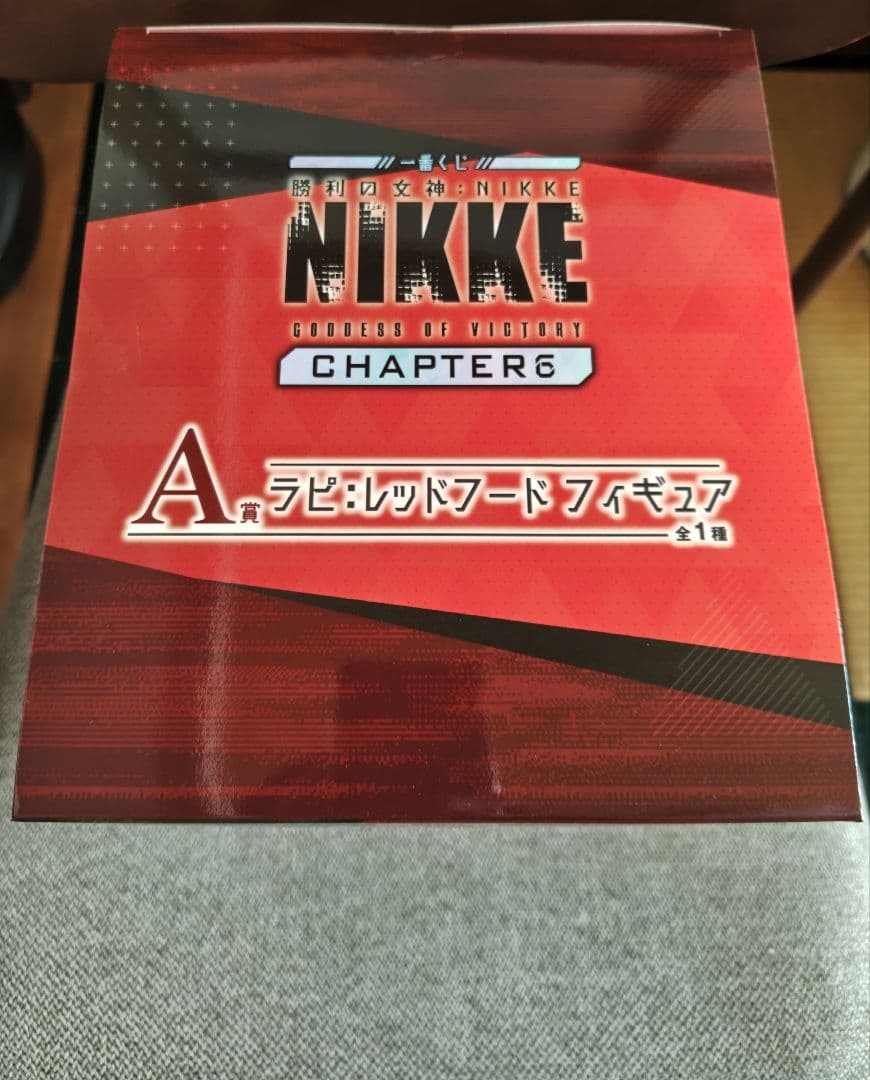 一番くじ
勝利の女神:NIKKE
NIKKE
GODDESS OF VICTORY
CHAPTER6
A賞 ラピ:レッドフード フィギュア
全1種